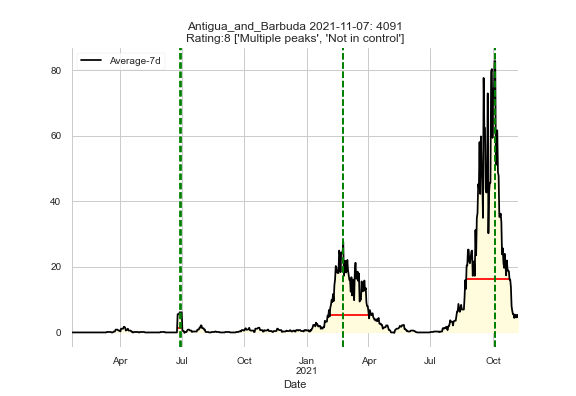 Antigua_and_Barbuda 2021-11-07: 4091
Rating:8 ['Multiple peaks', 'Not in control']
Average-7d
80
60
40
20
0
Apr
Jul
Oct
Jan
2021
Apr
Jul
Oct
Date